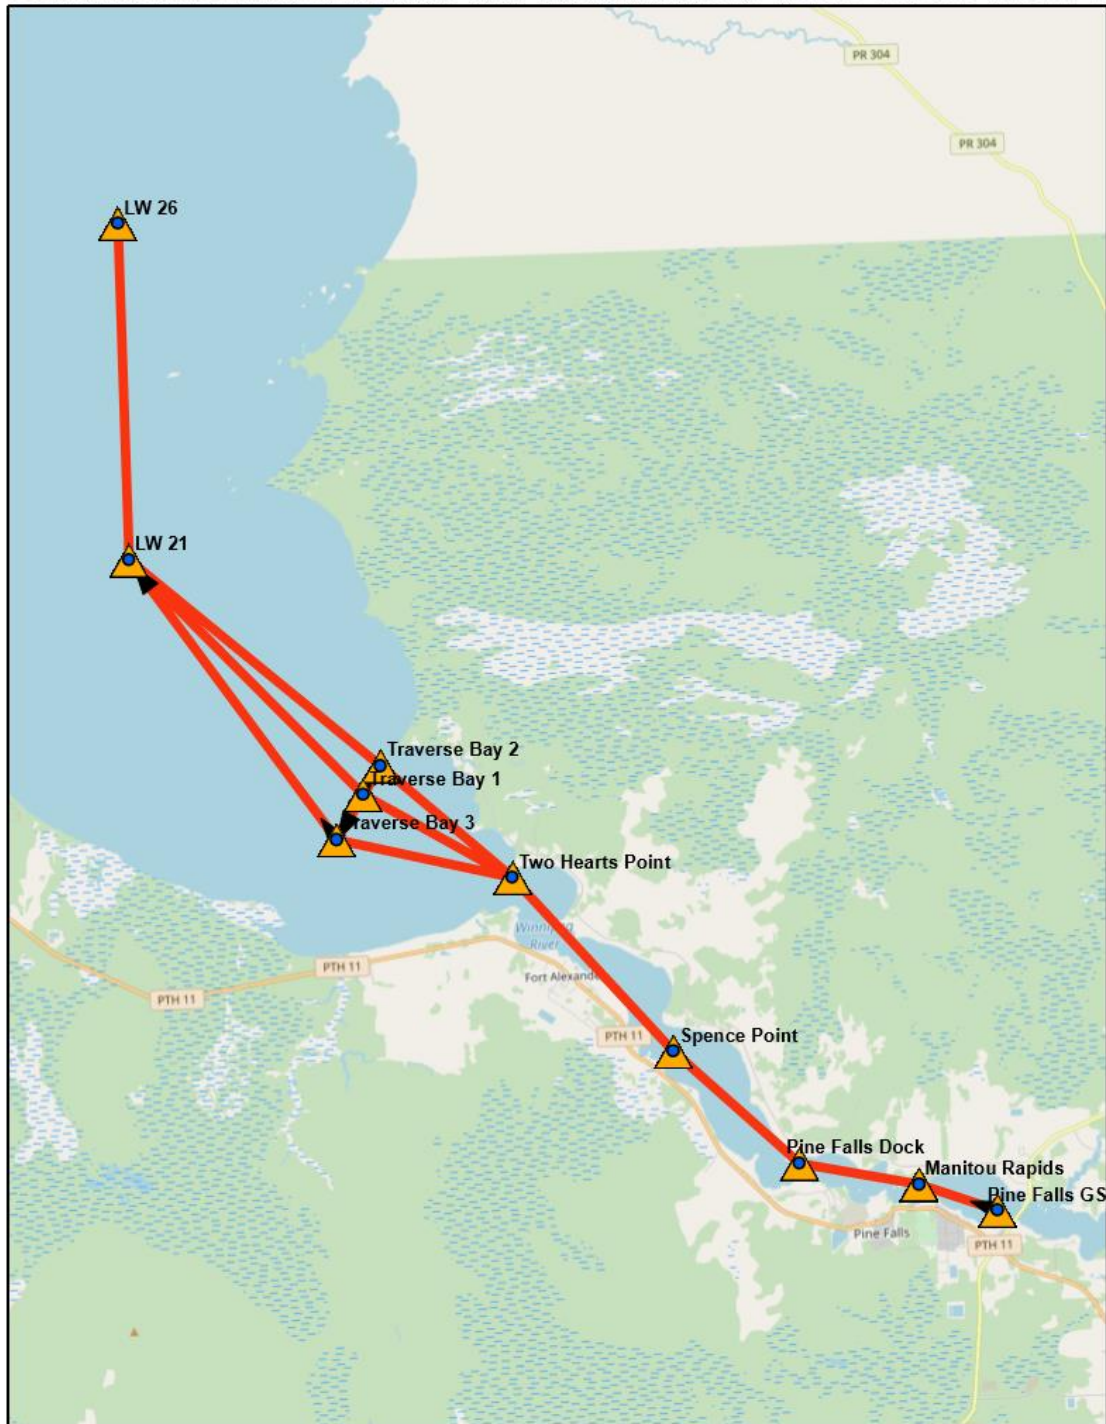 PR 304
PR 304
LW 26
LW 21
Traverse Bay 2
Traverse Bay 1
Traverse Bay 3
Two Hearts Point
Winnipeg
River
PTH 11
Fort Alexander
PTH 11
PTH 11
Spence Point
Pine Falls Dock
Manitou Rapids
Pine Falls GS
Pine Falls
PTH 11